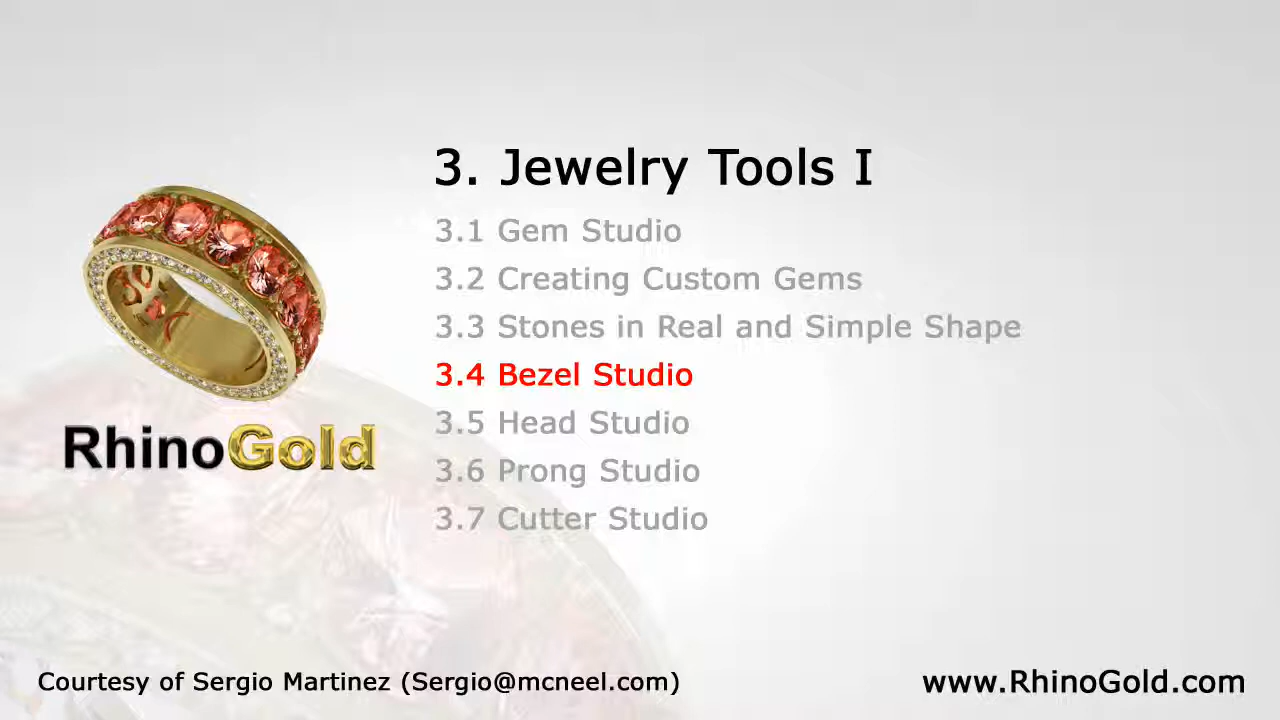 3. Jewelry Tools I
3.1 Gem Studio
3.2 Creating Custom Gems
3.3 Stones in Real and Simple Shape
3.4 Bezel Studio
3.5 Head Studio
3.6 Prong Studio
3.7 Cutter Studio
RhinoGold
Courtesy of Sergio Martinez (Sergio@mcneel.com)
www.RhinoGold.com